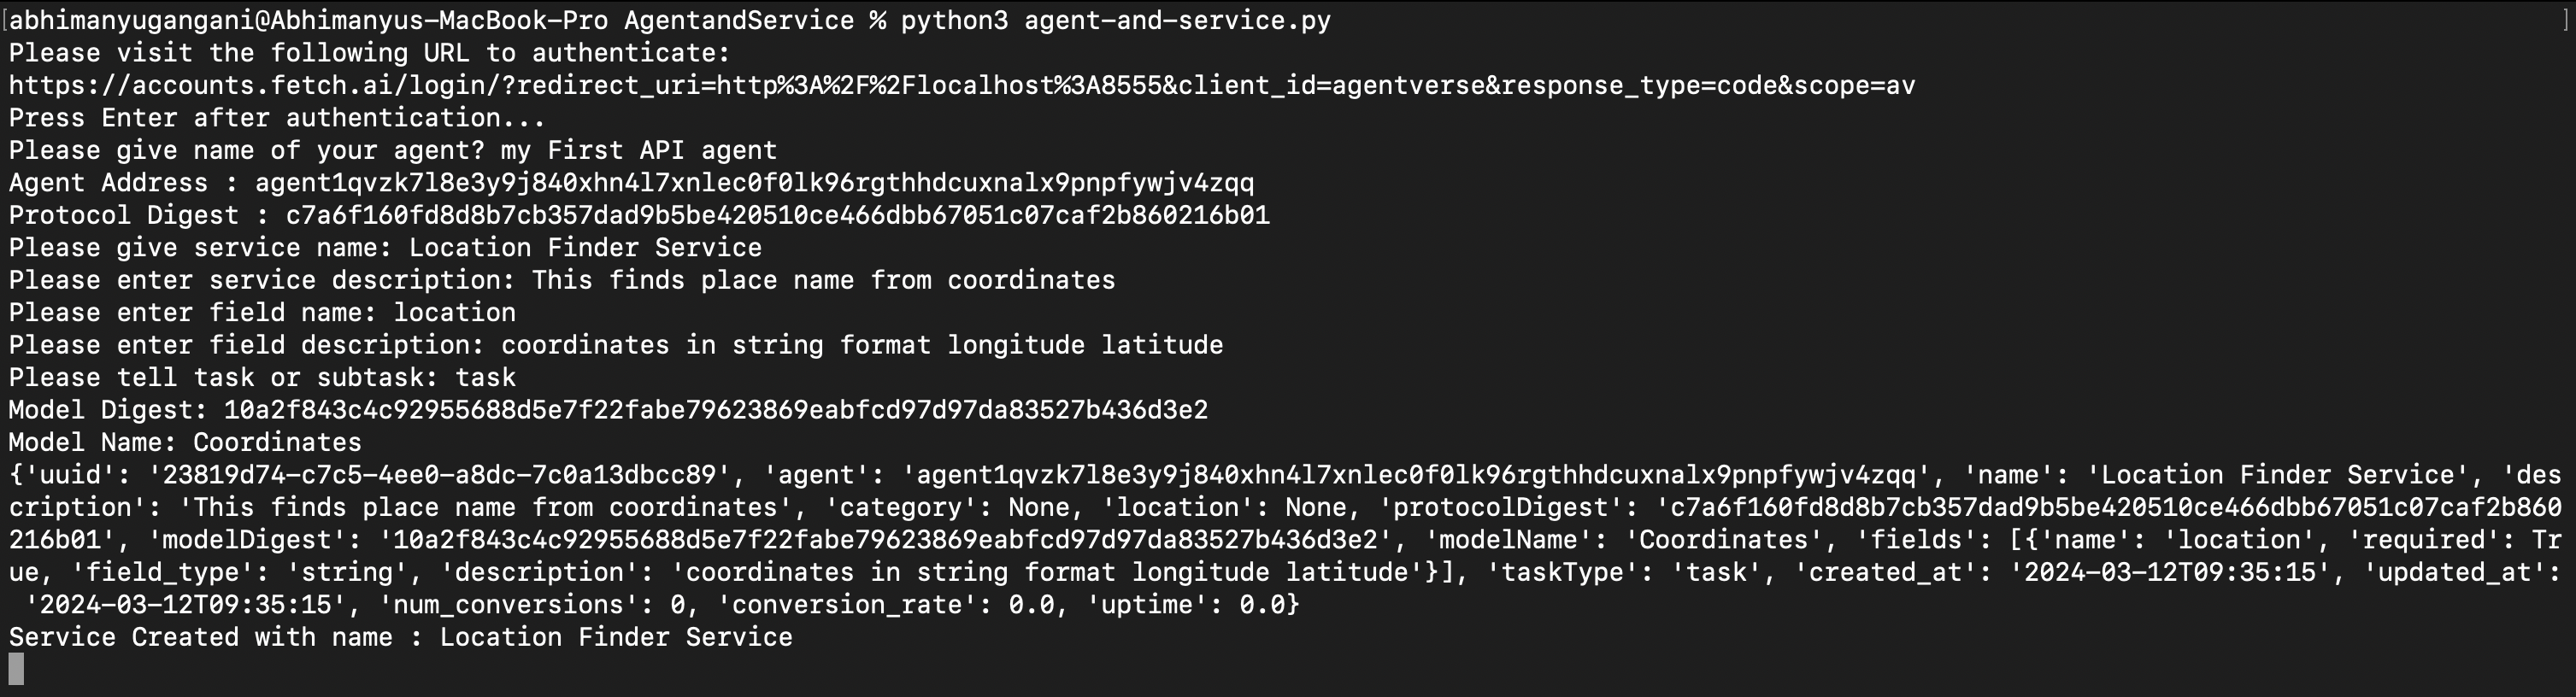 [abhimanyugangani@Abhimanyus-MacBook-Pro AgentandService % python3 agent-and-service.py ]
Please visit the following URL to authenticate:
https://accounts.fetch.ai/login/?redirect_uri=http%3A%2F%2Flocalhost%3A8555&client_id=agentverse&response_type=code&scope=av
Press Enter after authentication...
Please give name of your agent? my First API agent
Agent Address : agent1qvzk7l8e3y9j840xhn4l7xnlec0f0lk96rgthhdcuxnalx9pnpfywjv4zqq
Protocol Digest : c7a6f160fd8d8b7cb357dad9b5be420510ce466dbb67051c07caf2b860216b01
Please give service name: Location Finder Service
Please enter service description: This finds place name from coordinates
Please enter field name: location
Please enter field description: coordinates in string format longitude latitude
Please tell task or subtask: task
Model Digest: 10a2f843c4c92955688d5e7f22fabe79623869eabfcd97d97da83527b436d3e2
Model Name: Coordinates
{'uuid': '23819d74-c7c5-4ee0-a8dc-7c0a13dbcc89', 'agent': 'agent1qvzk7l8e3y9j840xhn4l7xnlec0f0lk96rgthhdcuxnalx9pnpfywjv4zqq', 'name': 'Location Finder Service', 'des
cription': 'This finds place name from coordinates', 'category': None, 'location': None, 'protocolDigest': 'c7a6f160fd8d8b7cb357dad9b5be420510ce466dbb67051c07caf2b860
216b01', 'modelDigest': '10a2f843c4c92955688d5e7f22fabe79623869eabfcd97d97da83527b436d3e2', 'modelName': 'Coordinates', 'fields': [{'name': 'location', 'required': Tr
ue, 'field_type': 'string', 'description': 'coordinates in string format longitude latitude'}], 'taskType': 'task', 'created_at': '2024-03-12T09:35:15', 'updated_at':
 '2024-03-12T09:35:15', 'num_conversions': 0, 'conversion_rate': 0.0, 'uptime': 0.0}
Service Created with name : Location Finder Service